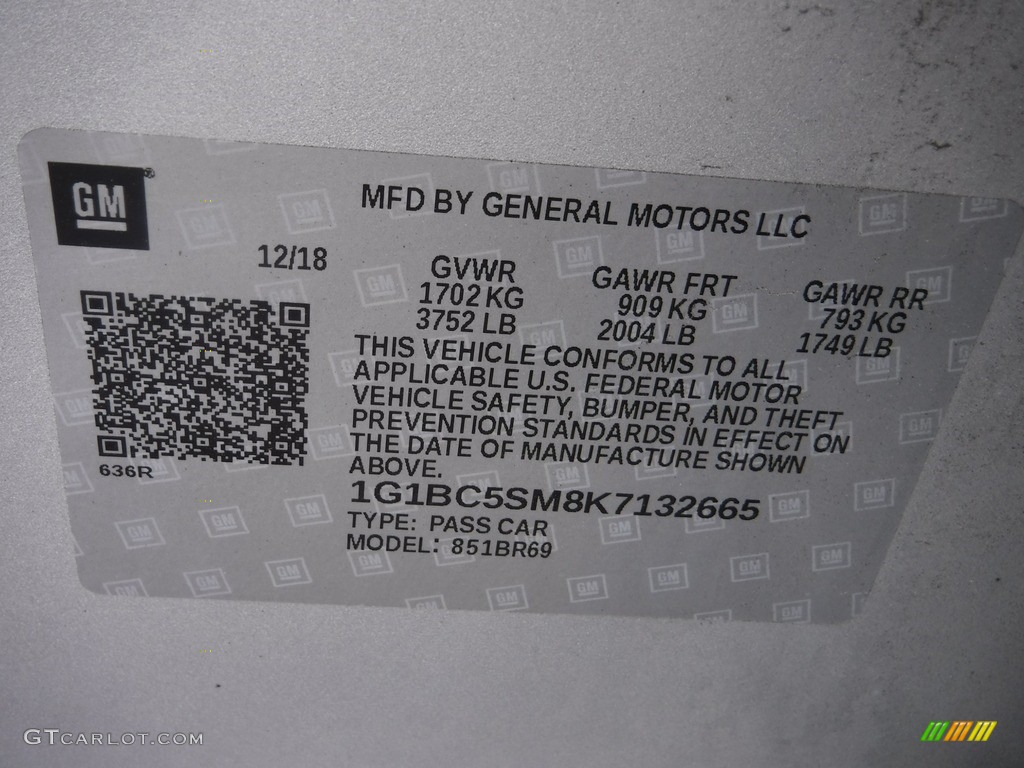 GM
MFD BY GENERAL MOTORS LLC
12/18
GVWR
1702 KG
3752 LB
GAWR FRT
909 KG
2004 LB
GAWR RR
793 KG
1749 LB
THIS VEHICLE CONFORMS TO ALL
APPLICABLE U.S. FEDERAL MOTOR
VEHICLE SAFETY, BUMPER, AND THEFT
PREVENTION STANDARDS IN EFFECT ON
THE DATE OF MANUFACTURE SHOWN
ABOVE.
636R
1G1BC5SM8K7132665
TYPE: PASS CAR
MODEL: 851BR69
GTCARLOT.COM